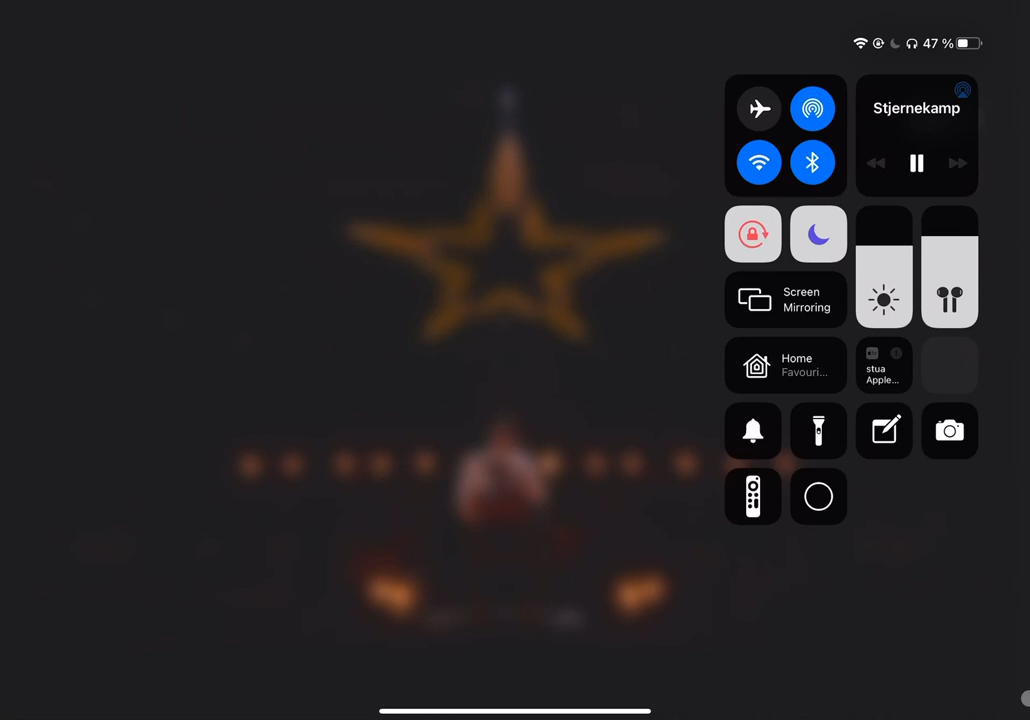 47 %
Stjernekamp
Screen
Mirroring
Home
Favouri...
stua
Apple...